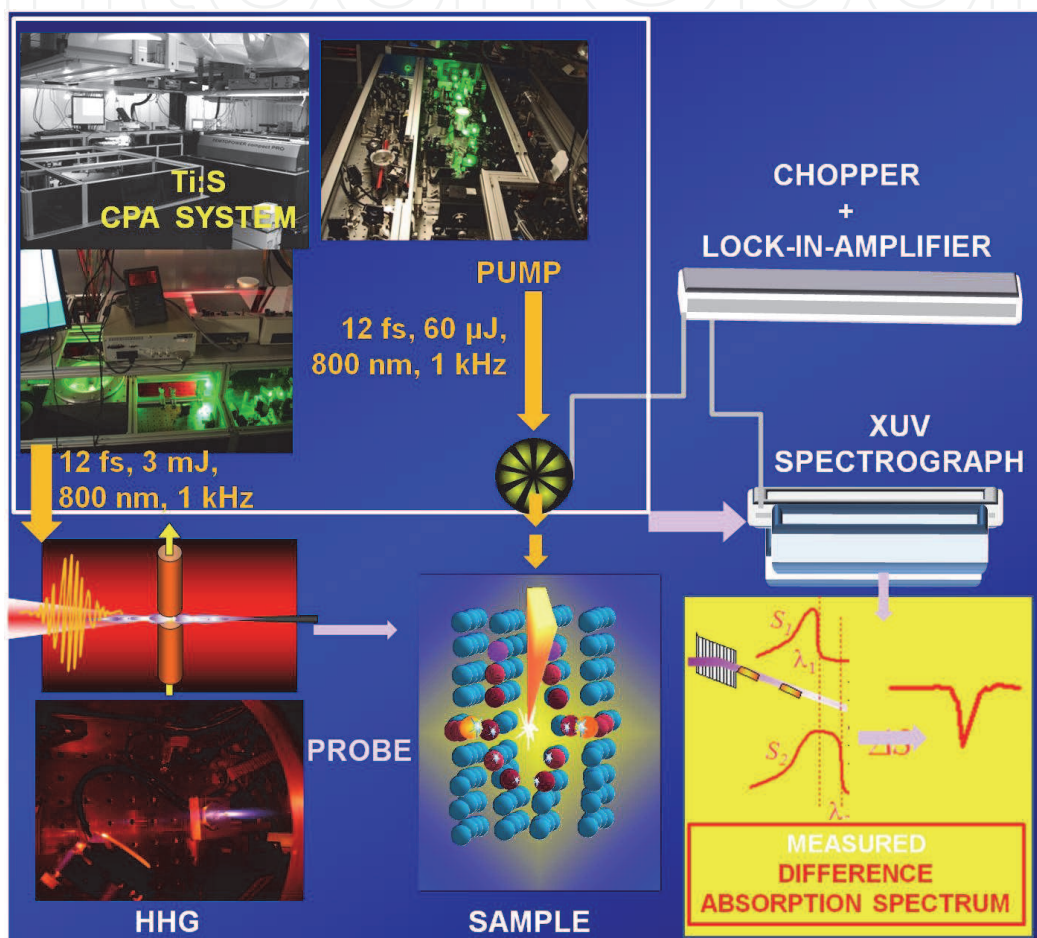 Ti:S
CPA SYSTEM
PUMP
12 fs, 60 µJ,
800 nm, 1 kHz
CHOPPER
+
LOCK-IN-AMPLIFIER
12 fs, 3 mJ,
800 nm, 1 kHz
XUV
SPECTROGRAPH
PROBE
HHG
SAMPLE
S1
λ1
S2
ΔS
MEASURED
DIFFERENCE
ABSORPTION SPECTRUM